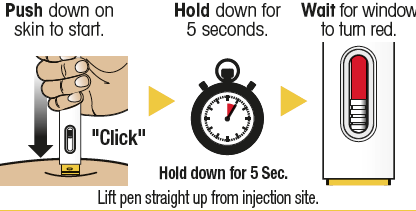 Push down on
skin to start.
Hold down for
5 seconds.
Wait for window
to turn red.
"Click"
Hold down for 5 Sec.
Lift pen straight up from injection site.